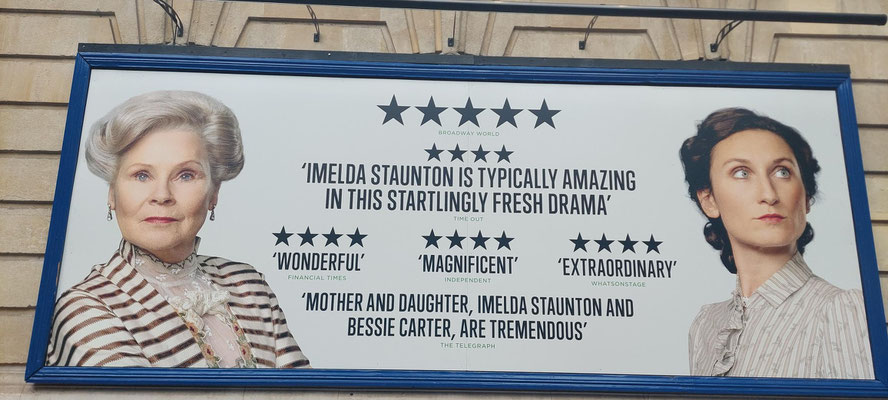 BROADWAY WORLD
'IMELDA STAUNTON IS TYPICALLY AMAZING
IN THIS STARTLINGLY FRESH DRAMA'
TIME OUT
'WONDERFUL'
FINANCIAL TIMES
'MAGNIFICENT'
INDEPENDENT
'EXTRAORDINARY'
WHATSONSTAGE
'MOTHER AND DAUGHTER, IMELDA STAUNTON AND
BESSIE CARTER, ARE TREMENDOUS'
THE TELEGRAPH